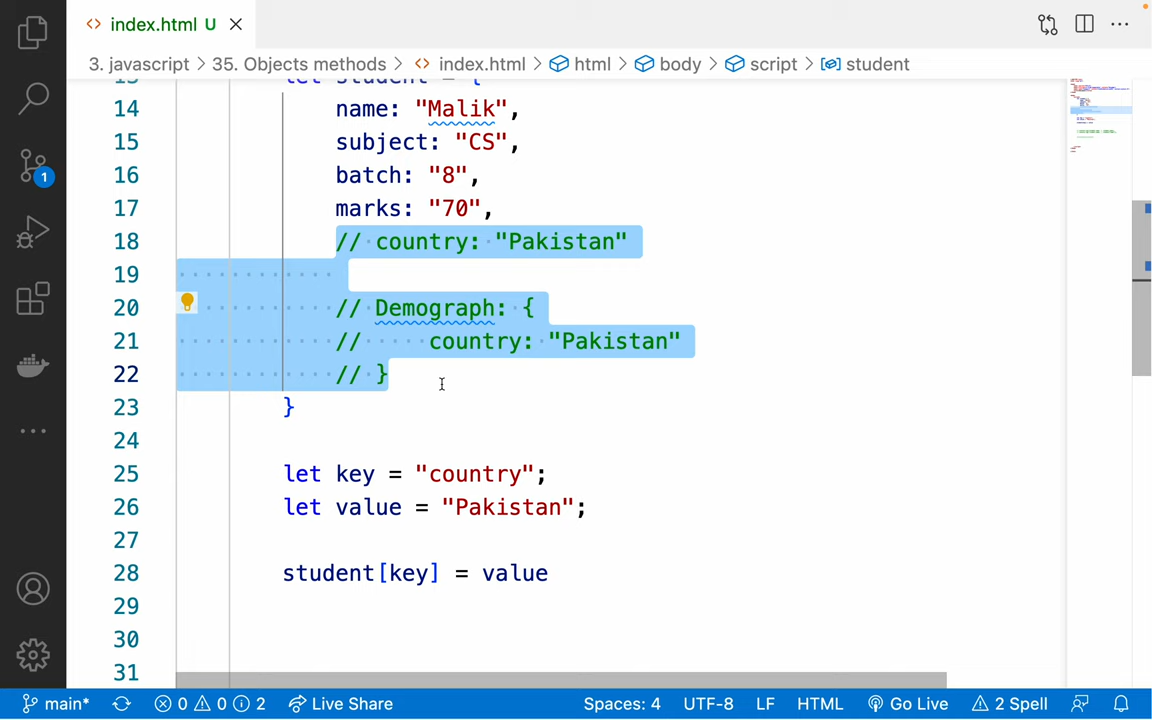 index.html U
3. javascript > 35. Objects methods > index.html > html > body > script > student
let student = {
14 name: "Malik",
15 subject: "CS",
16 batch: "8",
17 marks: "70",
18 // country: "Pakistan"
19
20 // Demograph: {
21 // country: "Pakistan"
22 // }
23 }
24
25 let key = "country";
26 let value = "Pakistan";
27
28 student[key] = value
29
30
31
1
main* 0 0 2 Live Share Spaces: 4 UTF-8 LF HTML Go Live 2 Spell